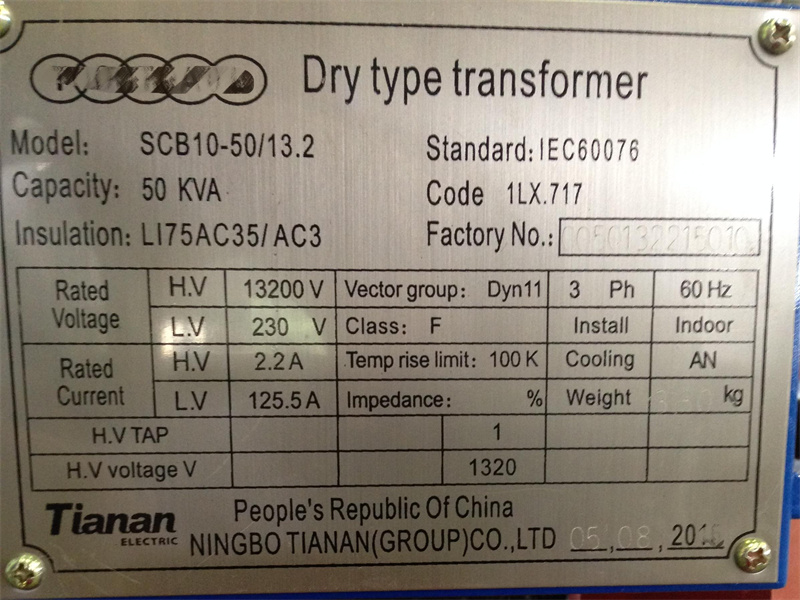 Dry type transformer
Model: SCB10-50/13.2
Standard: IEC60076
Capacity: 50 KVA
Code 1LX.717
Insulation: LI75AC35/AC3
Factory No.:
Rated Voltage H.V 13200 V Vector group: Dyn11 3 Ph 60 Hz
L.V 230 V Class: F Install Indoor
Rated Current H.V 2.2 A Temp rise limit: 100 K Cooling AN
L.V 125.5 A Impedance: % Weight kg
H.V TAP 1
H.V voltage V 1320
Tianan
ELECTRIC
People's Republic Of China
NINGBO TIANAN(GROUP)CO.,LTD 05,08,